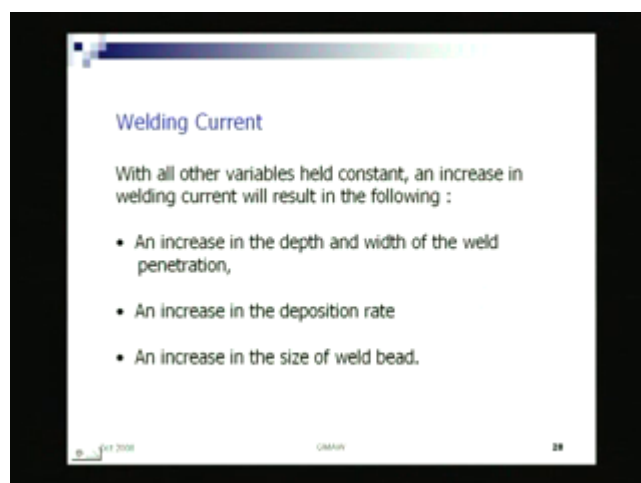 Welding Current
With all other variables held constant, an increase in
welding current will result in the following :
• An increase in the depth and width of the weld
penetration,
• An increase in the deposition rate
• An increase in the size of weld bead.
GMAW
28